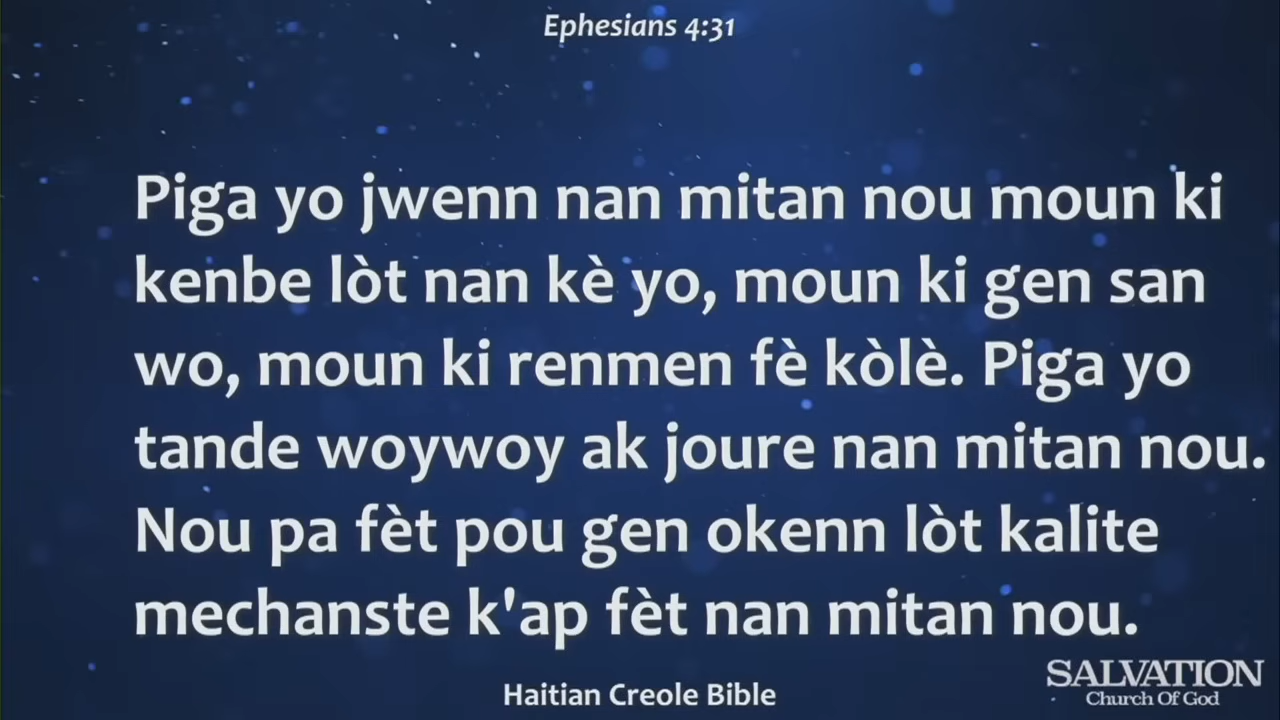 Ephesians 4:31
Piga yo jwenn nan mitan nou moun ki
kenbe lòt nan kè yo, moun ki gen san
wo, moun ki renmen fè kòlè. Piga yo
tande woywoy ak joure nan mitan nou.
Nou pa fèt pou gen okenn lòt kalite
mechanste k'ap fèt nan mitan nou.
Haitian Creole Bible
SALVATION
Church Of God